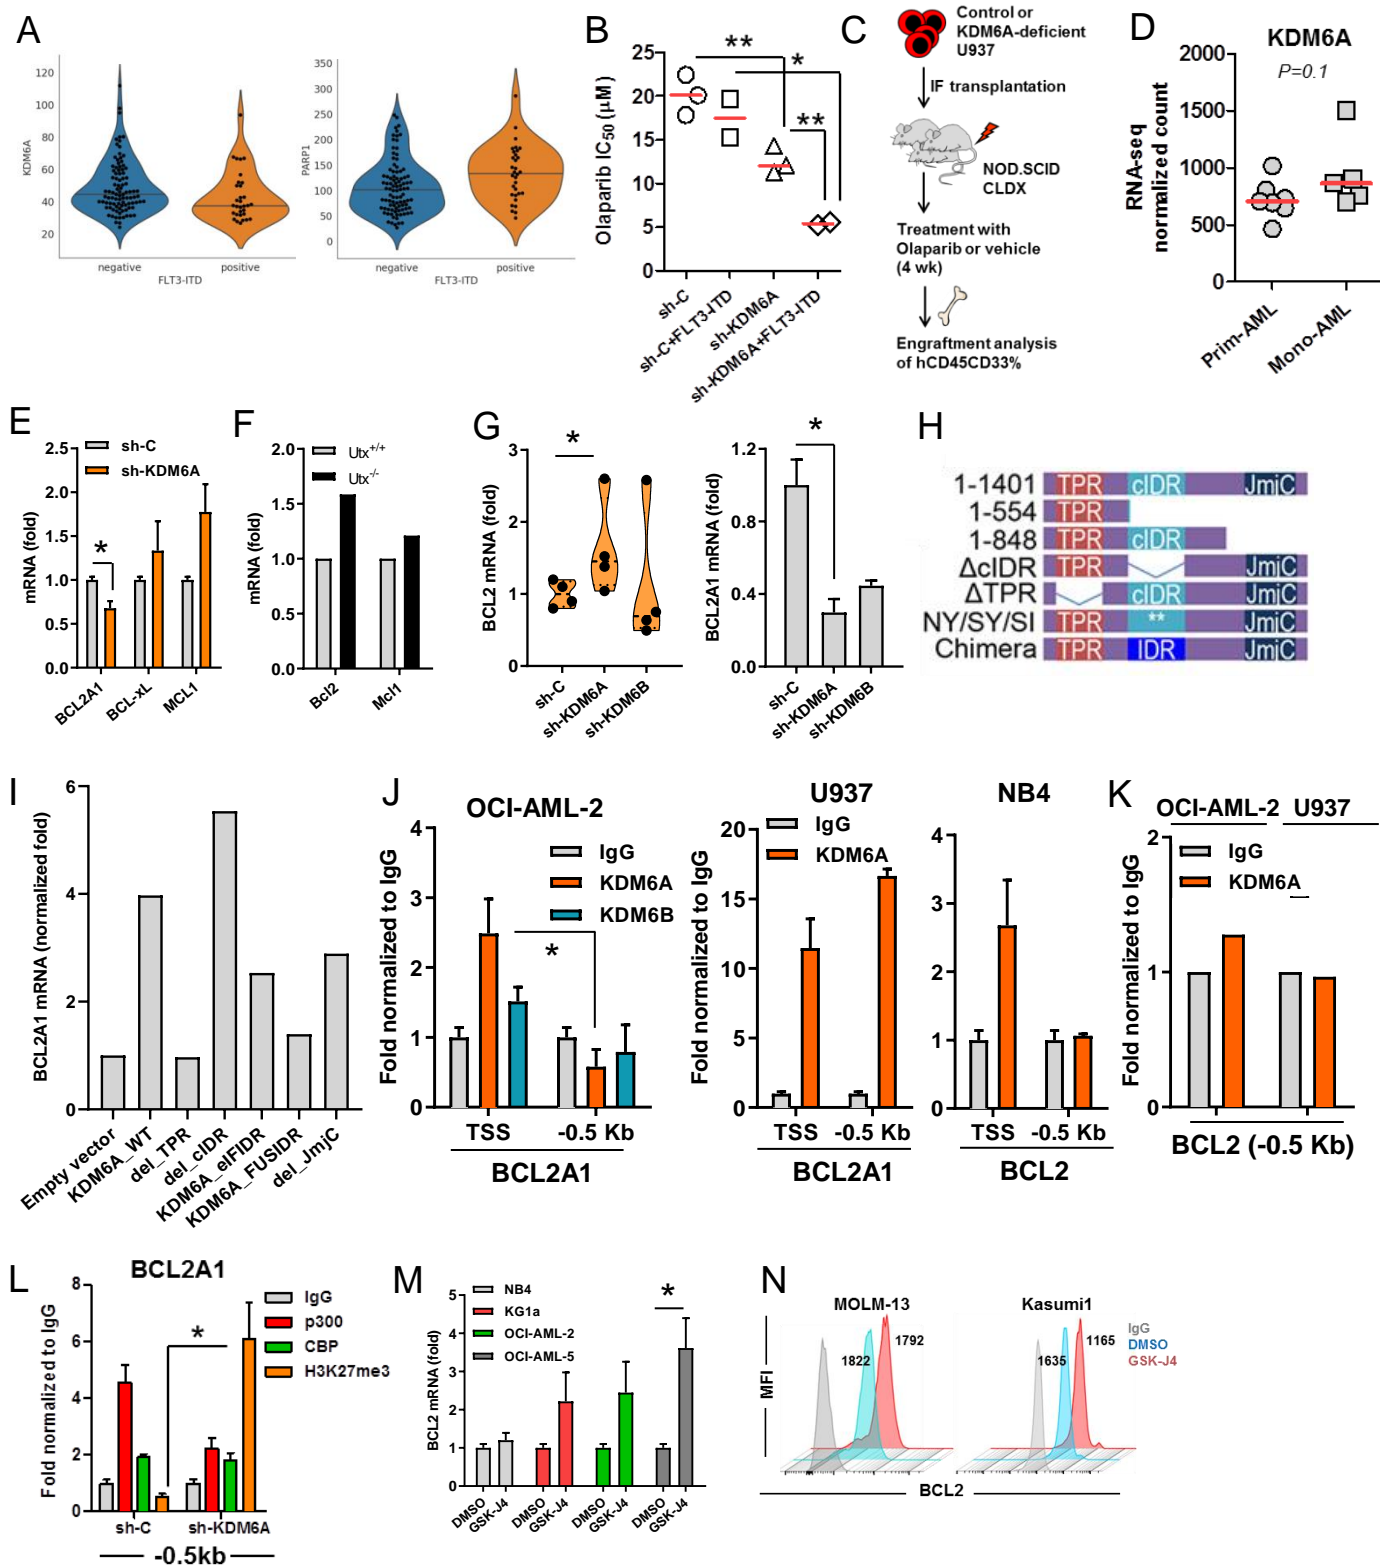 A
120
100
80
60
40
20
KDM6A
negative
positive
FLT3-ITD
350
300
250
200
150
100
50
0
PARP1
negative
positive
FLT3-ITD
B
25
20
15
10
5
0
Olaparib IC50 (µM)
**
*
**
sh-C
sh-C+FLT3-ITD
sh-KDM6A
sh-KDM6A+FLT3-ITD
C
Control or
KDM6A-deficient
U937
IF transplantation
NOD.SCID
CLDX
Treatment with
Olaparib or vehicle
(4 wk)
Engraftment analysis
of hCD45CD33%
D
KDM6A
P=0.1
2000
1500
1000
500
0
RNA-seq
normalized count
Prim-AML
Mono-AML
E
2.5
2.0
1.5
1.0
0.5
0.0
mRNA (fold)
sh-C
sh-KDM6A
*
BCL2A1
BCL-xL
MCL1
F
2.0
1.5
1.0
0.5
0.0
mRNA (fold)
Utx+/+
Utx-/-
Bcl2
Mcl1
G
3
2
1
0
BCL2 mRNA (fold)
*
sh-C
sh-KDM6A
sh-KDM6B
1.2
0.8
0.4
0.0
BCL2A1 mRNA (fold)
*
sh-C
sh-KDM6A
sh-KDM6B
H
1-1401 TPR cIDR JmjC
1-554 TPR
1-848 TPR cIDR
ΔcIDR TPR JmjC
ΔTPR cIDR JmjC
NY/SY/SI TPR ** JmjC
Chimera TPR IDR JmjC
I
6
4
2
0
BCL2A1 mRNA (normalized fold)
Empty vector
KDM6A_WT
del_TPR
del_cIDR
KDM6A_eIFIDR
KDM6A_FUSIDR
del_JmjC
J
OCI-AML-2
4
3
2
1
0
Fold normalized to IgG
IgG
KDM6A
KDM6B
*
TSS
-0.5 Kb
BCL2A1
U937
20
15
10
5
0
Fold normalized to IgG
IgG
KDM6A
TSS
-0.5 Kb
BCL2A1
NB4
4
3
2
1
0
TSS
-0.5 Kb
BCL2
K
OCI-AML-2
U937
2
1
0
Fold normalized to IgG
IgG
KDM6A
BCL2 (-0.5 Kb)
L
BCL2A1
8
6
4
2
0
Fold normalized to IgG
IgG
p300
CBP
H3K27me3
*
sh-C
sh-KDM6A
-0.5kb
M
5
4
3
2
1
0
BCL2 mRNA (fold)
NB4
KG1a
OCI-AML-2
OCI-AML-5
*
DMSO
GSK-J4
DMSO
GSK-J4
DMSO
GSK-J4
DMSO
GSK-J4
N
MOLM-13
Kasumi1
MFI
1822
1792
1635
1165
IgG
DMSO
GSK-J4
BCL2